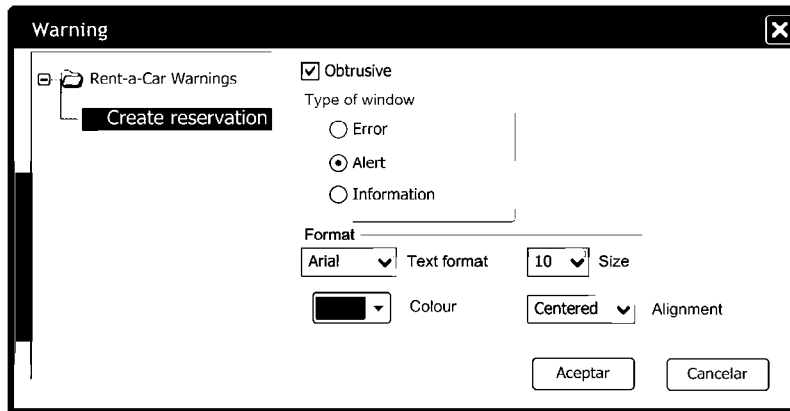 Warning
Rent-a-Car Warnings
Create reservation
Obtrusive
Type of window
Error
Alert
Information
Format
Arial Text format 10 Size
Colour Centered Alignment
Aceptar Cancelar